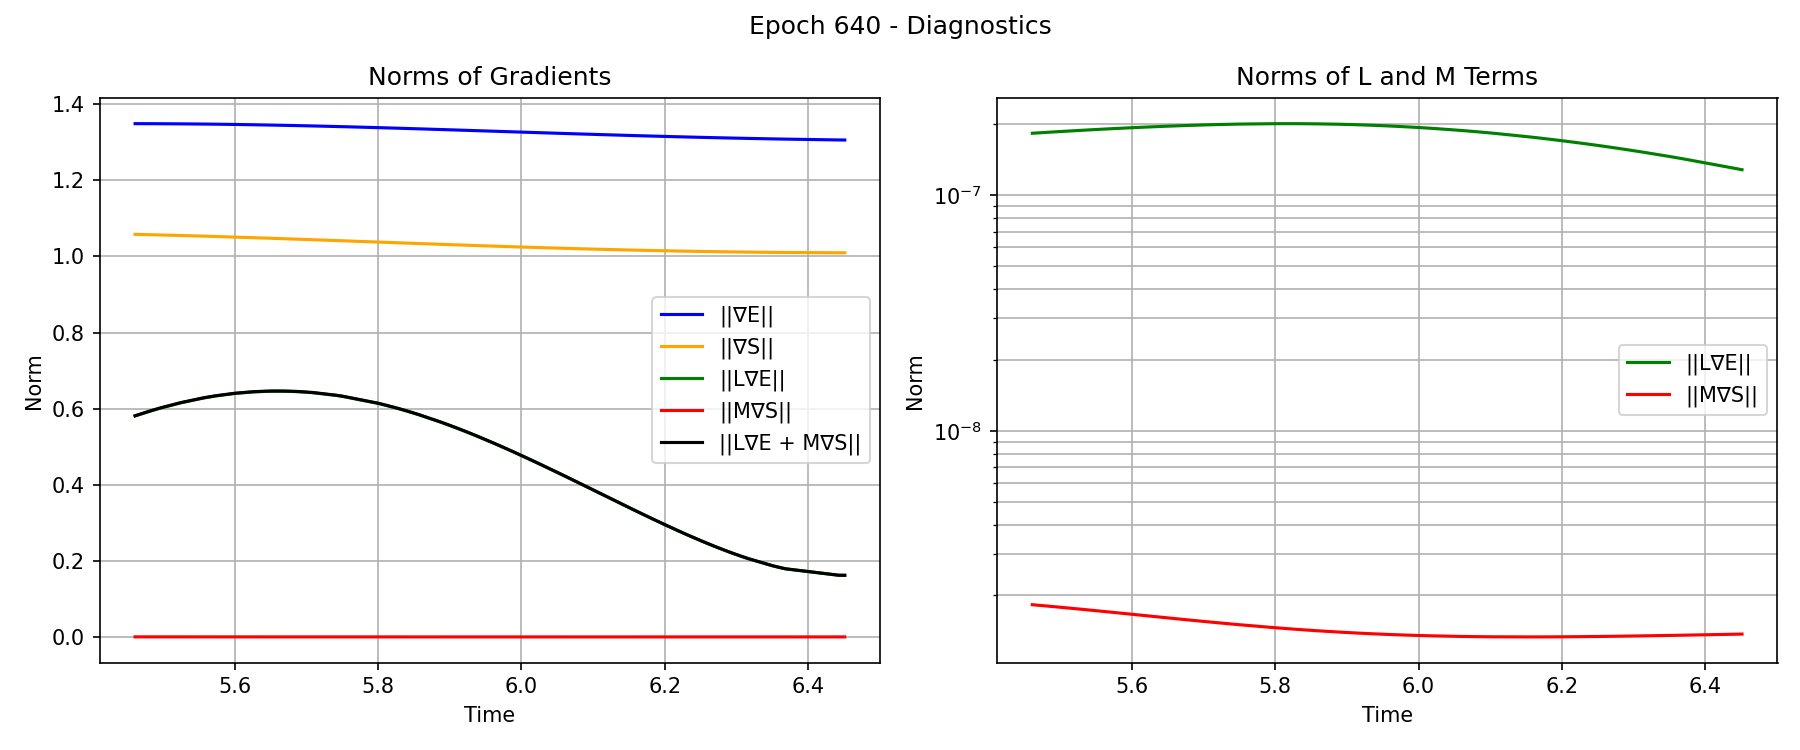 Epoch 640 - Diagnostics
Norms of Gradients
1.4
1.2
1.0
0.8
0.6
0.4
0.2
0.0
Norm
||∇E||
||∇S||
||L∇E||
||M∇S||
||L∇E + M∇S||
5.6 5.8 6.0 6.2 6.4
Time
Norms of L and M Terms
10⁻⁷
10⁻⁸
Norm
||L∇E||
||M∇S||
5.6 5.8 6.0 6.2 6.4
Time